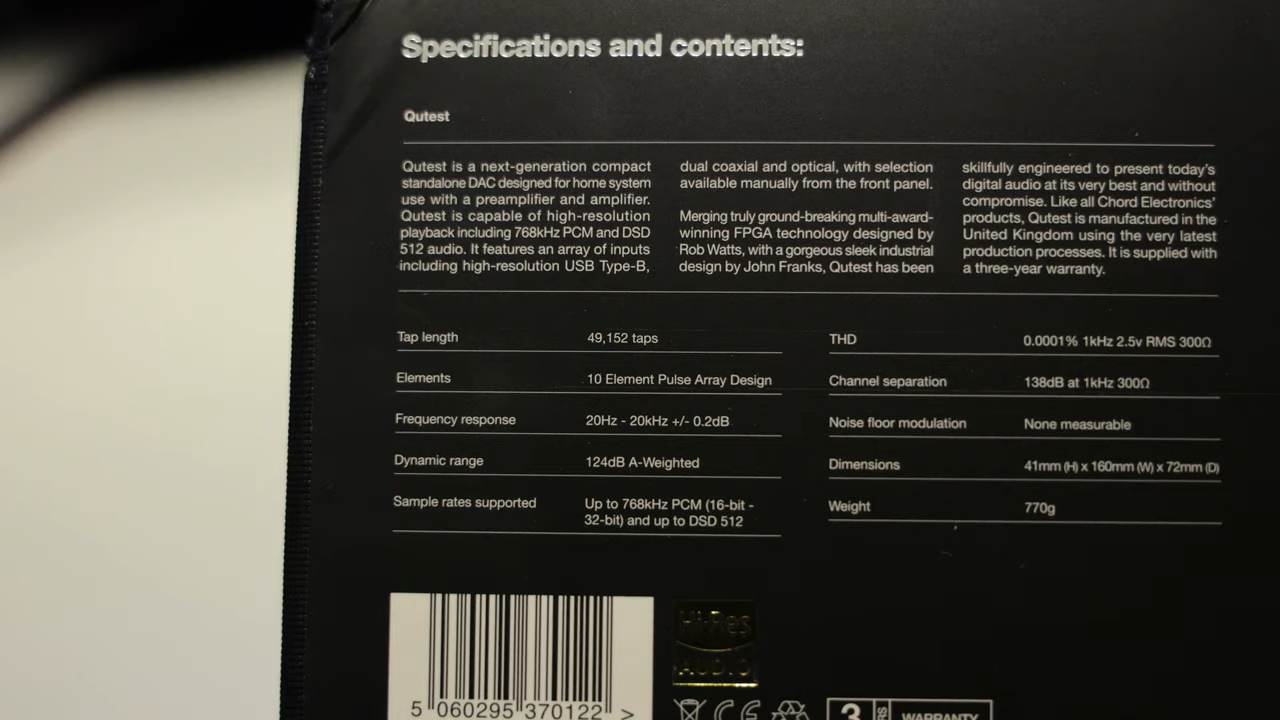 Specifications and contents:
Qutest
Qutest is a next-generation compact
standalone DAC designed for home system
use with a preamplifier and amplifier.
Qutest is capable of high-resolution
playback including 768kHz PCM and DSD
512 audio. It features an array of inputs
including high-resolution USB Type-B,
dual coaxial and optical, with selection
available manually from the front panel.
Merging truly ground-breaking multi-award-
winning FPGA technology designed by
Rob Watts, with a gorgeous sleek industrial
design by John Franks, Qutest has been
skillfully engineered to present today's
digital audio at its very best and without
compromise. Like all Chord Electronics'
products, Qutest is manufactured in the
United Kingdom using the very latest
production processes. It is supplied with
a three-year warranty.
Tap length 49,152 taps
Elements 10 Element Pulse Array Design
Frequency response 20Hz - 20kHz +/- 0.2dB
Dynamic range 124dB A-Weighted
Sample rates supported Up to 768kHz PCM (16-bit -
32-bit) and up to DSD 512
THD 0.0001% 1kHz 2.5v RMS 300Ω
Channel separation 138dB at 1kHz 300Ω
Noise floor modulation None measurable
Dimensions 41mm (H) x 160mm (W) x 72mm (D)
Weight 770g
5 060295 370122 >
Hi-Res
AUDIO
CE
3 WARRANTY